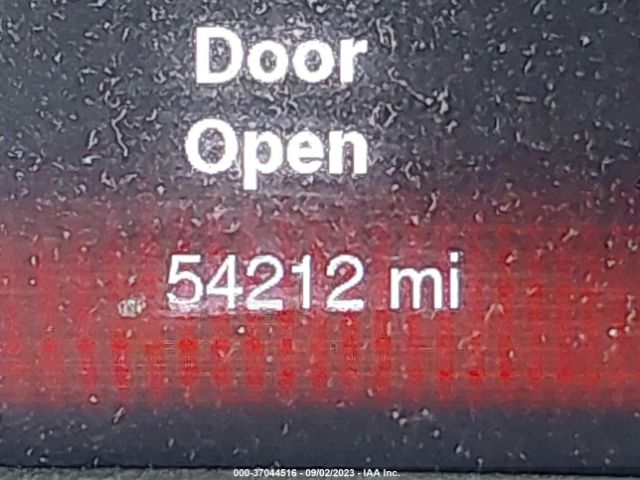 Door
Open
54212 mi
000-37044516 - 09/02/2023 - IAA Inc.